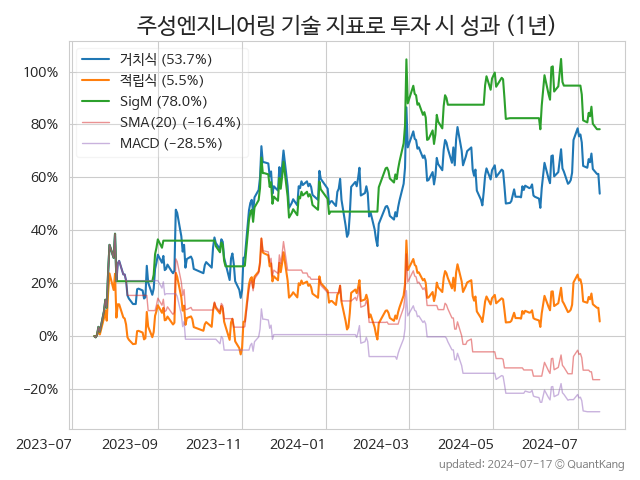 주성엔지니어링 기술 지표로 투자 시 성과 (1년)
거치식 (53.7%)
적립식 (5.5%)
SigM (78.0%)
SMA(20) (−16.4%)
MACD (−28.5%)
100%
80%
60%
40%
20%
0%
−20%
2023-07
2023-09
2023-11
2024-01
2024-03
2024-05
2024-07
updated: 2024-07-17 © QuantKang